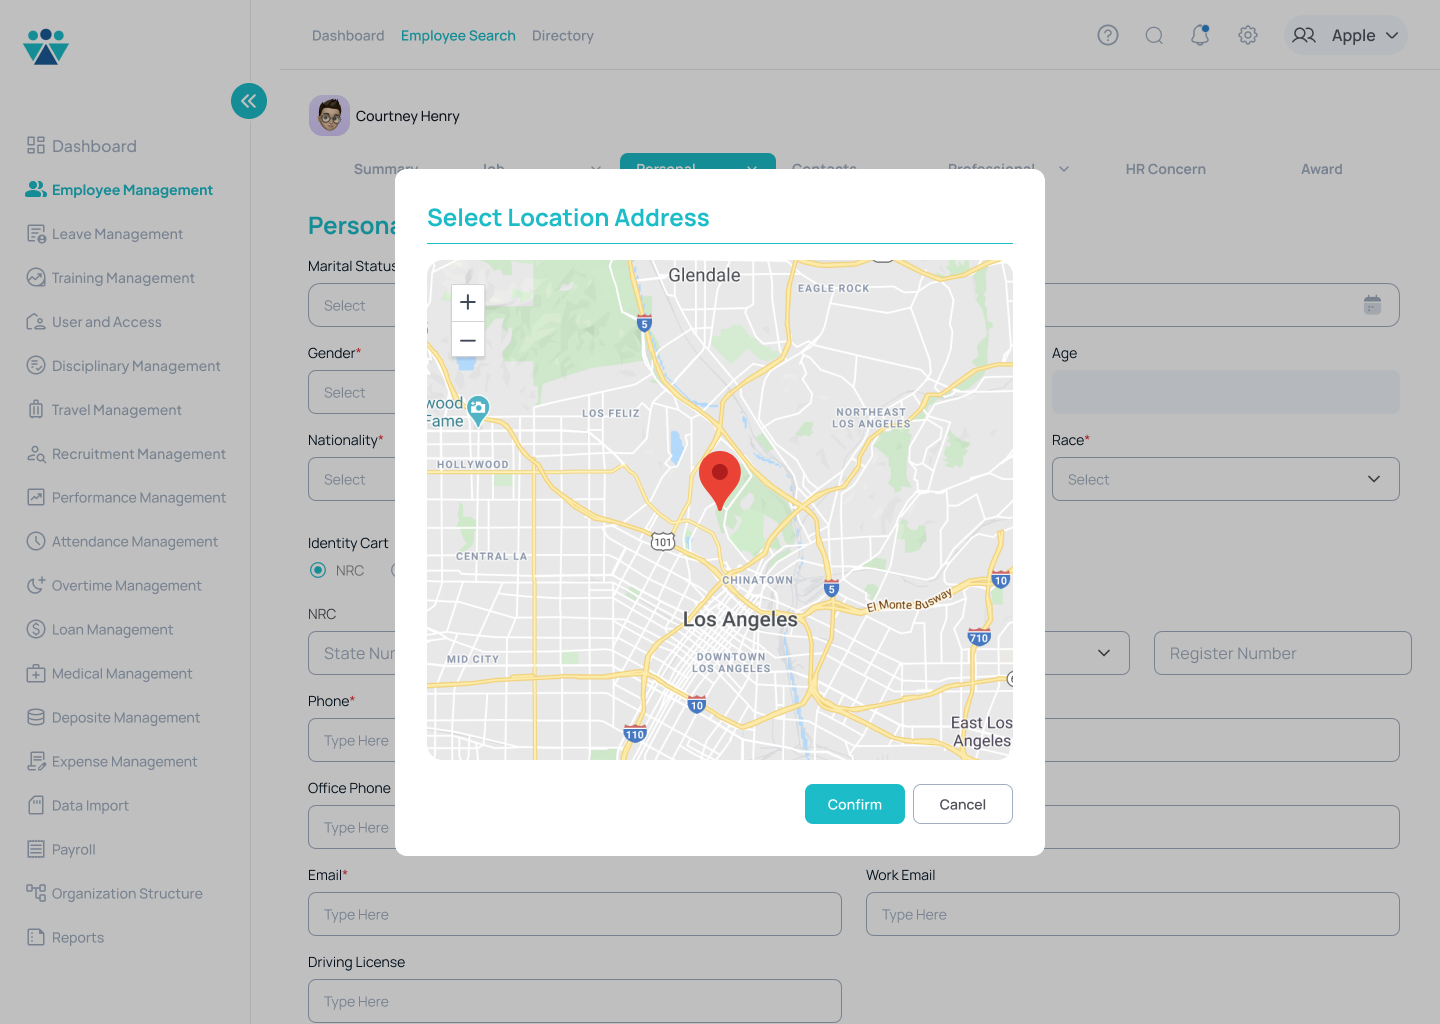 Dashboard
Employee Search
Directory
Apple
Courtney Henry
Dashboard
Employee Management
Leave Management
Training Management
User and Access
Disciplinary Management
Travel Management
Recruitment Management
Performance Management
Attendance Management
Overtime Management
Loan Management
Medical Management
Deposite Management
Expense Management
Data Import
Payroll
Organization Structure
Reports
Summary
Job
Personal
Contacts
Professional
HR Concern
Award
Persona
Marital Status
Select
Gender*
Select
Age
Nationality*
Select
Race*
Select
Identity Cart
NRC
NRC
State Nur
Register Number
Phone*
Type Here
Office Phone
Type Here
Email*
Type Here
Work Email
Type Here
Driving License
Type Here
Select Location Address
+
−
Glendale
EAGLE ROCK
5
wood
Fame
LOS FELIZ
NORTHEAST
LOS ANGELES
HOLLYWOOD
101
CENTRAL LA
CHINATOWN
5
10
El Monte Busway
Los Angeles
710
MID CITY
DOWNTOWN
LOS ANGELES
10
110
East Los
Angeles
Confirm
Cancel